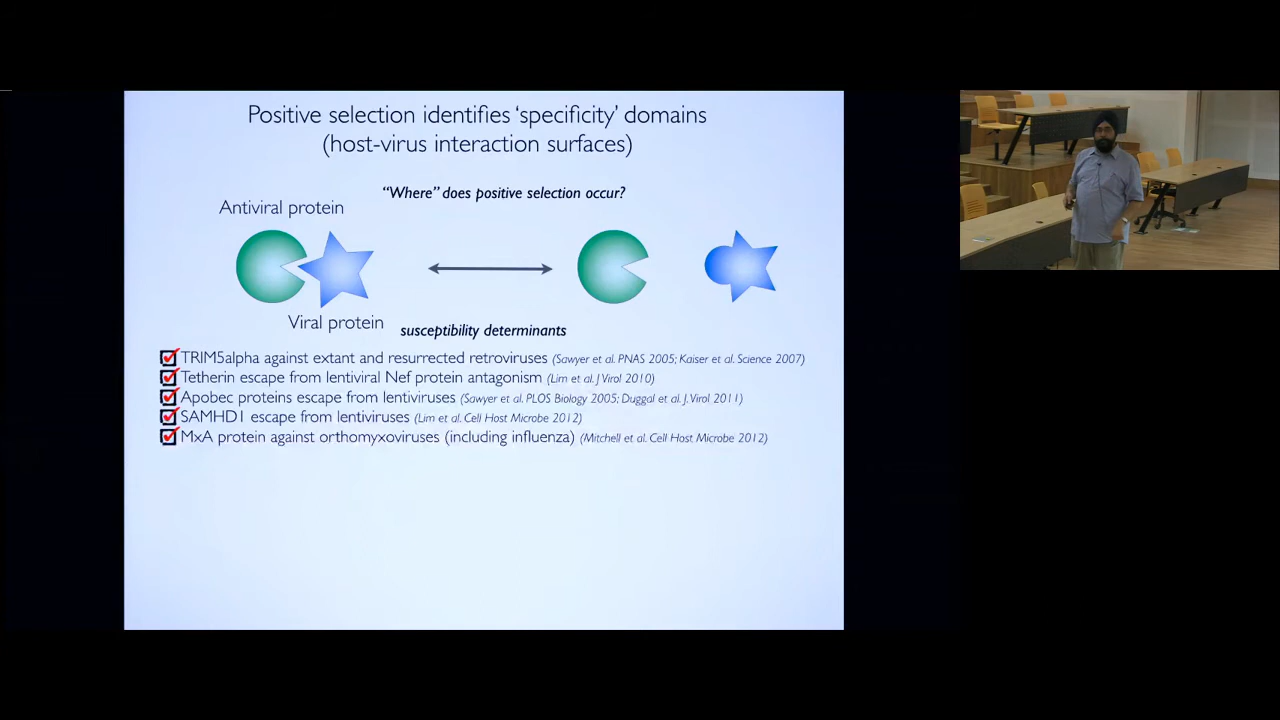 Positive selection identifies ‘specificity’ domains
(host-virus interaction surfaces)
“Where” does positive selection occur?
Antiviral protein
Viral protein
susceptibility determinants
TRIM5alpha against extant and resurrected retroviruses (Sawyer et al. PNAS 2005; Kaiser et al. Science 2007)
Tetherin escape from lentiviral Nef protein antagonism (Lim et al. J Virol 2010)
Apobec proteins escape from lentiviruses (Sawyer et al. PLOS Biology 2005; Duggal et al. J. Virol 2011)
SAMHD1 escape from lentiviruses (Lim et al. Cell Host Microbe 2012)
MxA protein against orthomyxoviruses (including influenza) (Mitchell et al. Cell Host Microbe 2012)